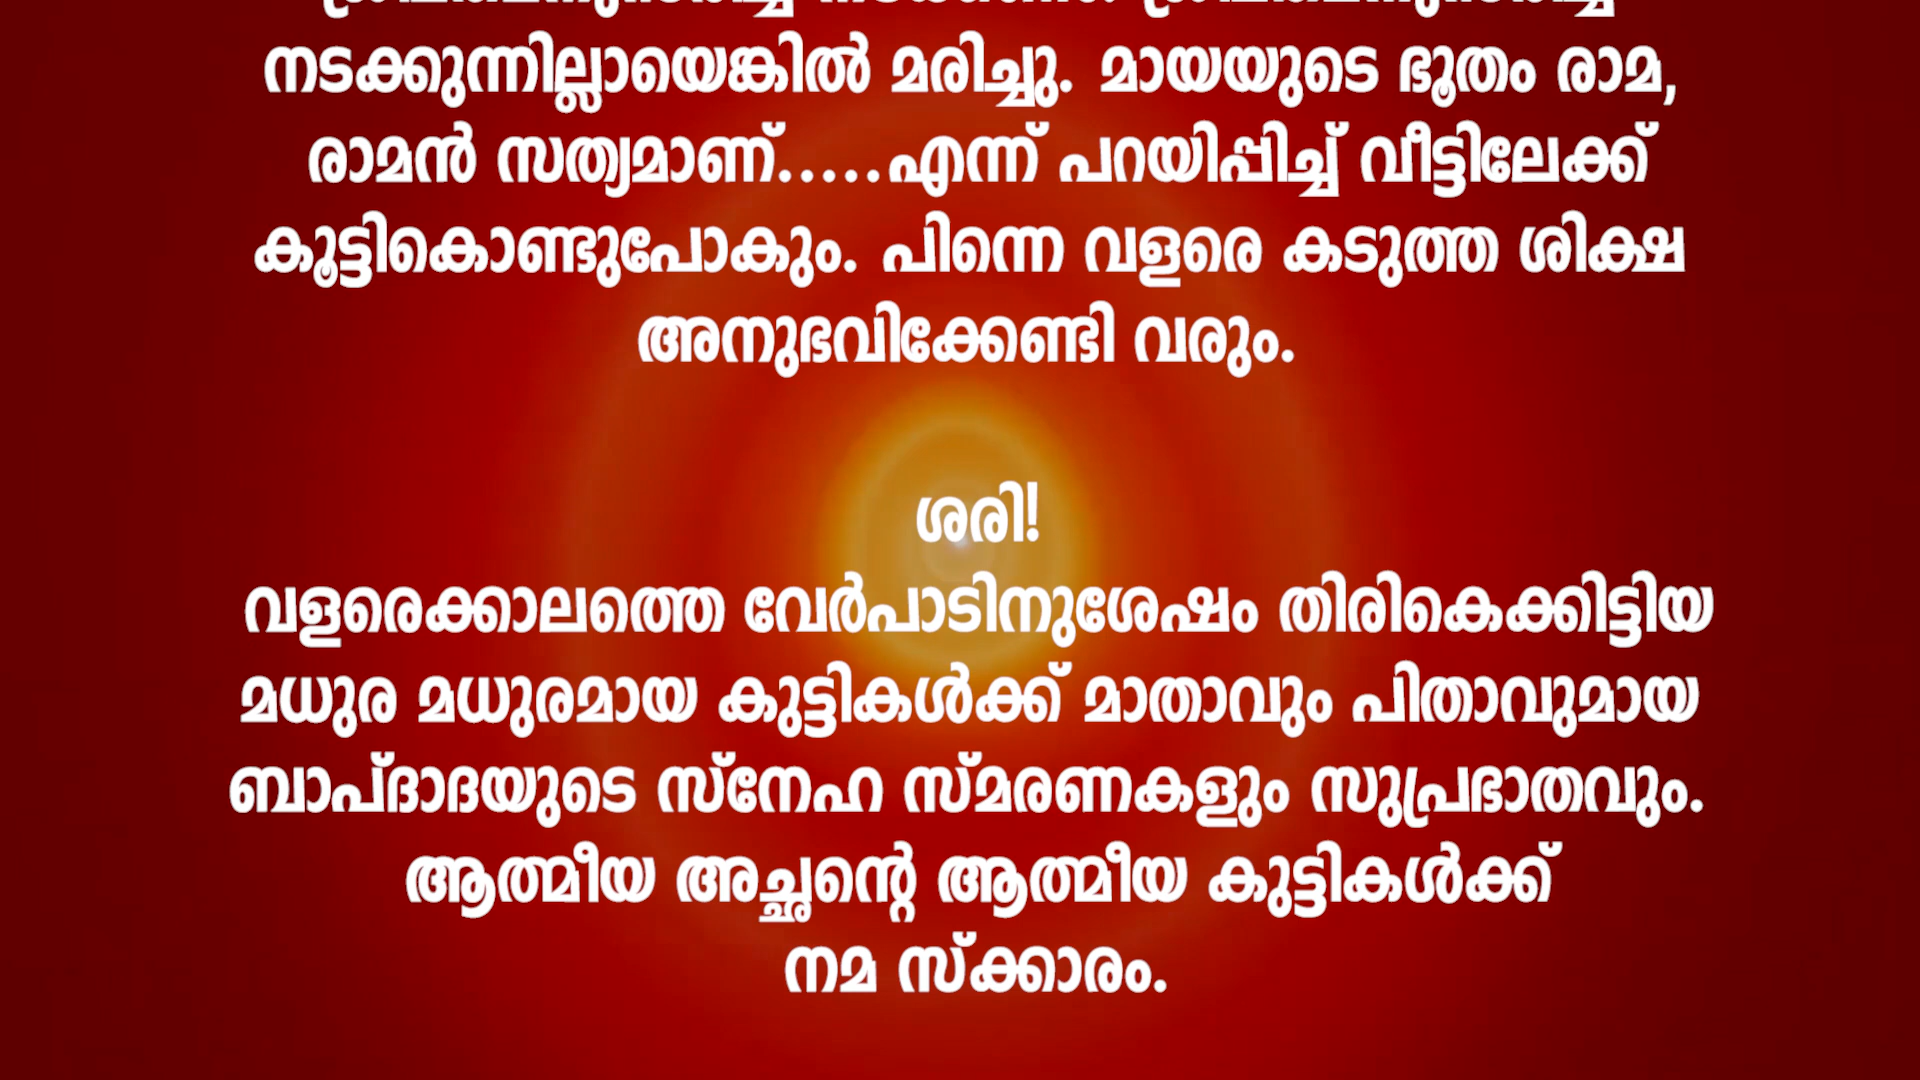 നടക്കുന്നില്ലായെങ്കിൽ മരിച്ചു. മായയുടെ ഭൂതം രാമ,
രാമൻ സത്യമാണ്.....എന്ന് പറയിപ്പിച്ച് വീട്ടിലേക്ക്
കൂട്ടികൊണ്ടുപോകും. പിന്നെ വളരെ കടുത്ത ശിക്ഷ
അനുഭവിക്കേണ്ടി വരും.
ശരി!
വളരെക്കാലത്തെ വേർപാടിനുശേഷം തിരികെക്കിട്ടിയ
മധുര മധുരമായ കുട്ടികൾക്ക് മാതാവും പിതാവുമായ
ബാപ്ദാദയുടെ സ്നേഹ സ്മരണകളും സുപ്രഭാതവും.
ആത്മീയ അച്ഛന്റെ ആത്മീയ കുട്ടികൾക്ക്
നമ സ്ക്കാരം.